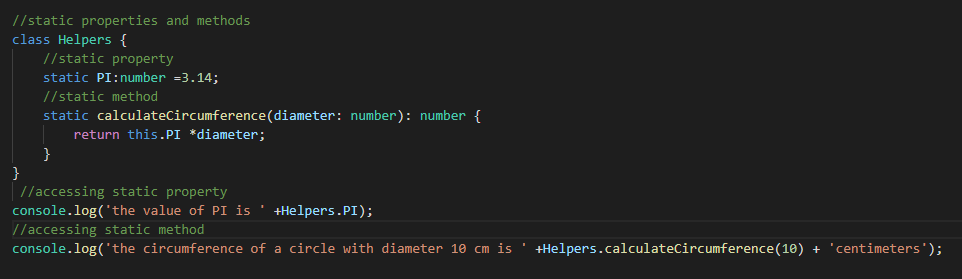 //static properties and methods
class Helpers {
    //static property
    static PI:number =3.14;
    //static method
    static calculateCircumference(diameter: number): number {
        return this.PI *diameter;
    }
}
 //accessing static property
console.log('the value of PI is ' +Helpers.PI);
//accessing static method
console.log('the circumference of a circle with diameter 10 cm is ' +Helpers.calculateCircumference(10) + 'centimeters');